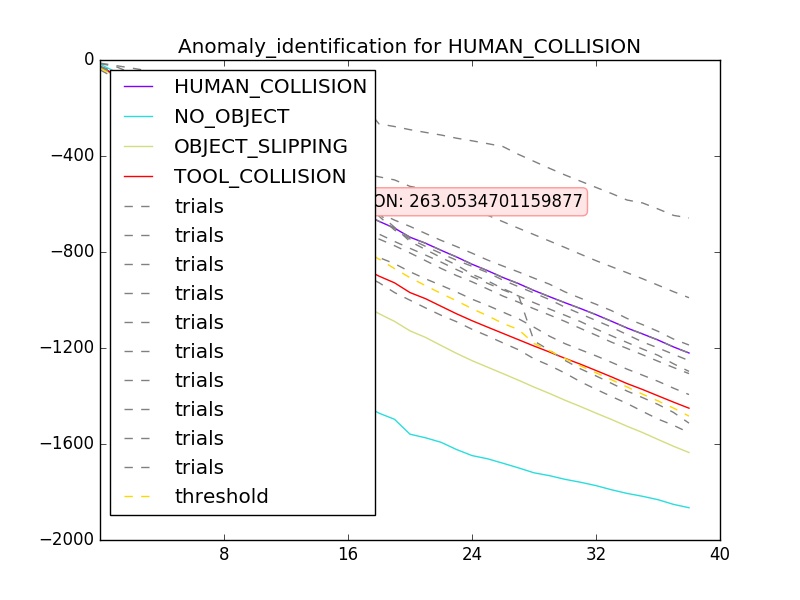 Anomaly_identification for HUMAN_COLLISION
0
−400
−800
−1200
−1600
−2000
HUMAN_COLLISION
NO_OBJECT
OBJECT_SLIPPING
TOOL_COLLISION
trials
trials
trials
trials
trials
trials
trials
trials
trials
trials
threshold
ON: 263.0534701159877
8
16
24
32
40